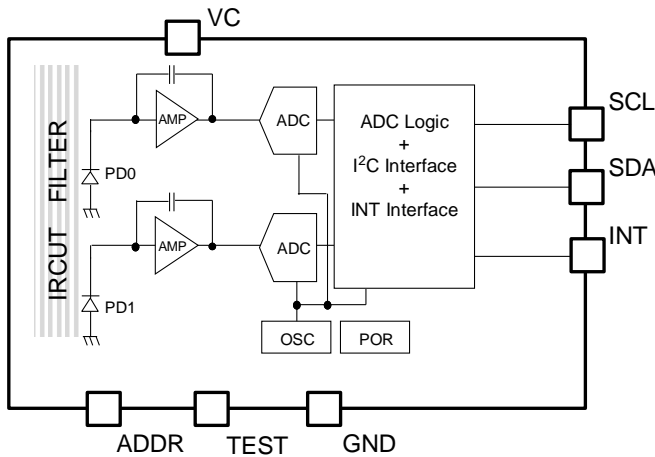 VC
IRCUT FILTER
PD0
AMP
ADC
PD1
AMP
ADC
ADC Logic
+
I²C Interface
+
INT Interface
OSC
POR
SCL
SDA
INT
ADDR
TEST
GND